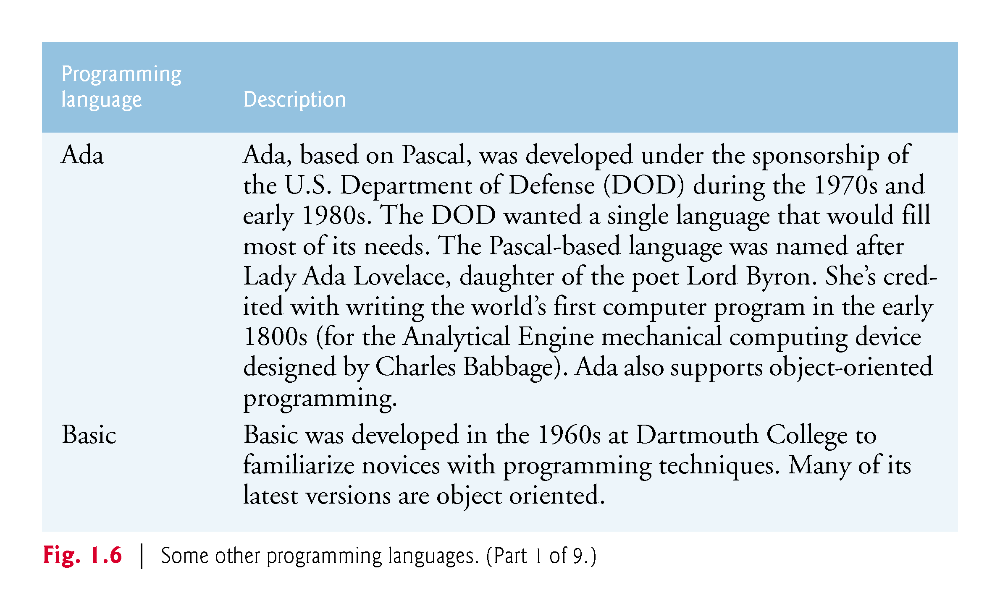 Programming
language Description
Ada Ada, based on Pascal, was developed under the sponsorship of
the U.S. Department of Defense (DOD) during the 1970s and
early 1980s. The DOD wanted a single language that would fill
most of its needs. The Pascal-based language was named after
Lady Ada Lovelace, daughter of the poet Lord Byron. She’s cred-
ited with writing the world’s first computer program in the early
1800s (for the Analytical Engine mechanical computing device
designed by Charles Babbage). Ada also supports object-oriented
programming.
Basic Basic was developed in the 1960s at Dartmouth College to
familiarize novices with programming techniques. Many of its
latest versions are object oriented.
Fig. 1.6 | Some other programming languages. (Part 1 of 9.)